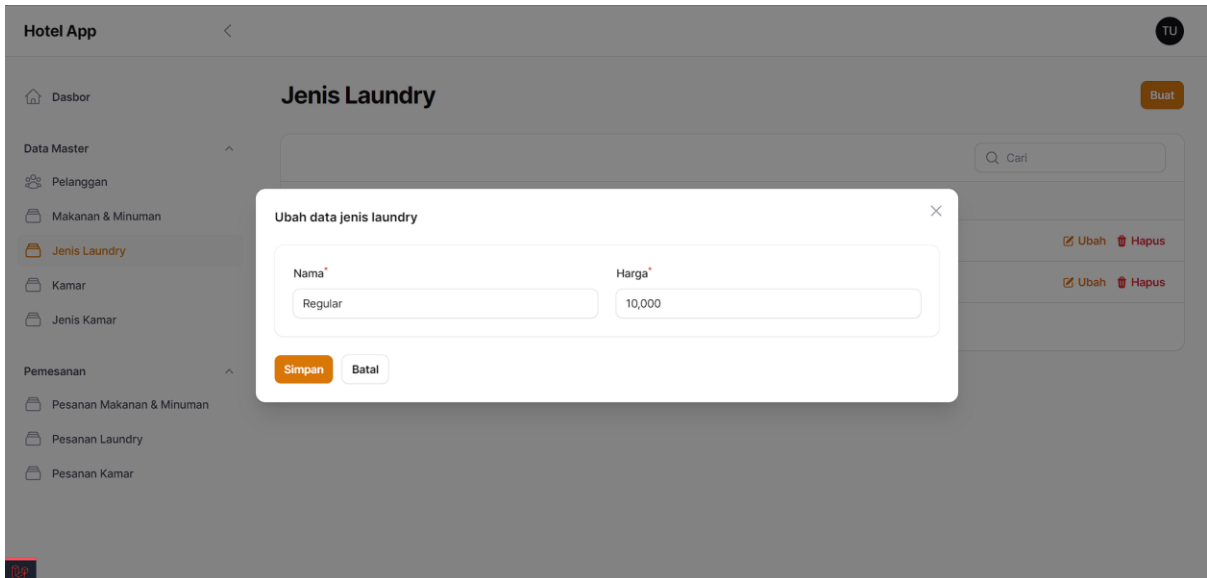 Hotel App
TU
Dasbor
Data Master
Pelanggan
Makanan & Minuman
Jenis Laundry
Kamar
Jenis Kamar
Pemesanan
Pesanan Makanan & Minuman
Pesanan Laundry
Pesanan Kamar
Jenis Laundry
Buat
Cari
Ubah Hapus
Ubah Hapus
Ubah data jenis laundry
Nama* Harga*
Regular 10,000
Simpan Batal